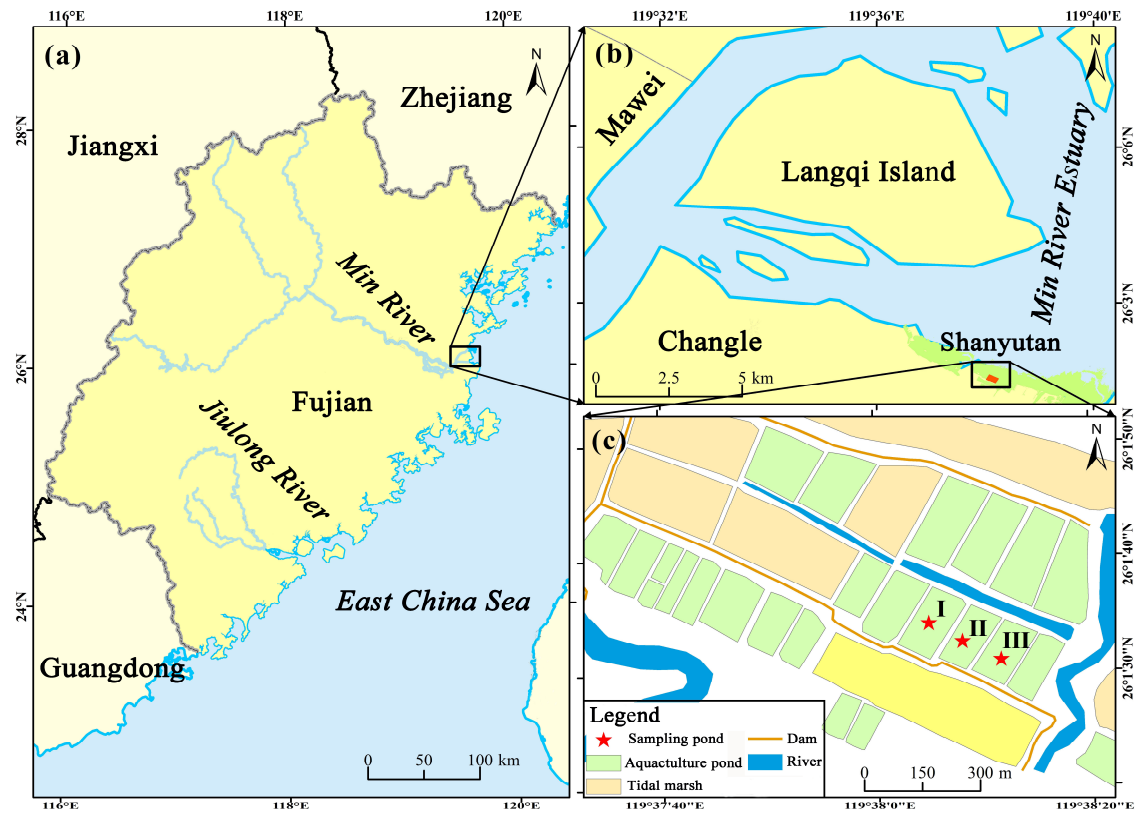 116°E
118°E
120°E
28°N
26°N
24°N
(a)
N
Zhejiang
Jiangxi
Min River
Fujian
Jiulong River
East China Sea
Guangdong
0 50 100 km
116°E
118°E
120°E
119°32'E
119°36'E
119°40'E
(b)
N
Mawei
Langqi Island
Min River Estuary
26°6'N
26°3'N
Changle
Shanyutan
0 2.5 5 km
(c)
N
26°1'50"N
26°1'40"N
26°1'30"N
I
II
III
Legend
Sampling pond
Dam
Aquaculture pond
River
Tidal marsh
0 150 300 m
119°37'40"E
119°38'0"E
119°38'20"E